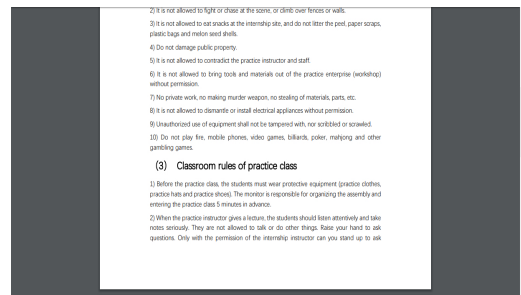 2) It is not allowed to fight or chase at the scene, or climb over fences or walls.
3) It is not allowed to eat snacks at the internship site, and do not litter the peel, paper scraps,
plastic bags and melon seed shells.
4) Do not damage public property.
5) It is not allowed to contradict the practice instructor and staff.
6) It is not allowed to bring tools and materials out of the practice enterprise (workshop)
without permission.
7) No private work, no making murder weapon, no stealing of materials, parts, etc.
8) It is not allowed to dismantle or install electrical appliances without permission.
9) Unauthorized use of equipment shall not be tampered with, nor scribbled or scrawled.
10) Do not play fire, mobile phones, video games, billiards, poker, mahjong and other
gambling games.
(3) Classroom rules of practice class
1) Before the practice class, the students must wear protective equipment (practice clothes,
practice hats and practice shoes). The monitor is responsible for organizing the assembly and
entering the practice class 5 minutes in advance.
2) When the practice instructor gives a lecture, the students should listen attentively and take
notes seriously. They are not allowed to talk or do other things. Raise your hand to ask
questions. Only with the permission of the internship instructor can you stand up to ask